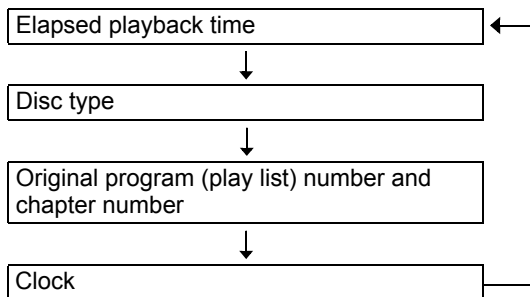 Elapsed playback time
Disc type
Original program (play list) number and
chapter number
Clock